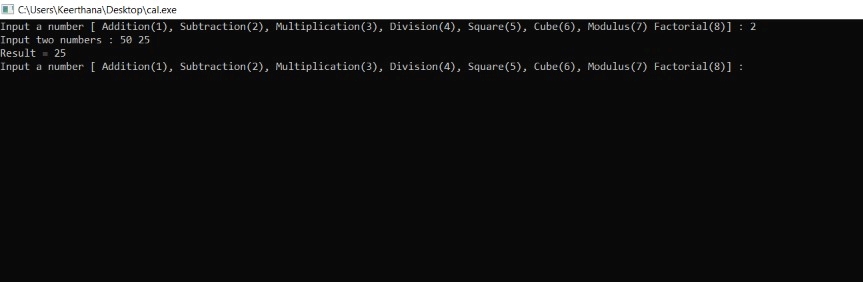 C:\Users\Keerthana\Desktop\cal.exe
Input a number [ Addition(1), Subtraction(2), Multiplication(3), Division(4), Square(5), Cube(6), Modulus(7) Factorial(8)] : 2
Input two numbers : 50 25
Result = 25
Input a number [ Addition(1), Subtraction(2), Multiplication(3), Division(4), Square(5), Cube(6), Modulus(7) Factorial(8)] :